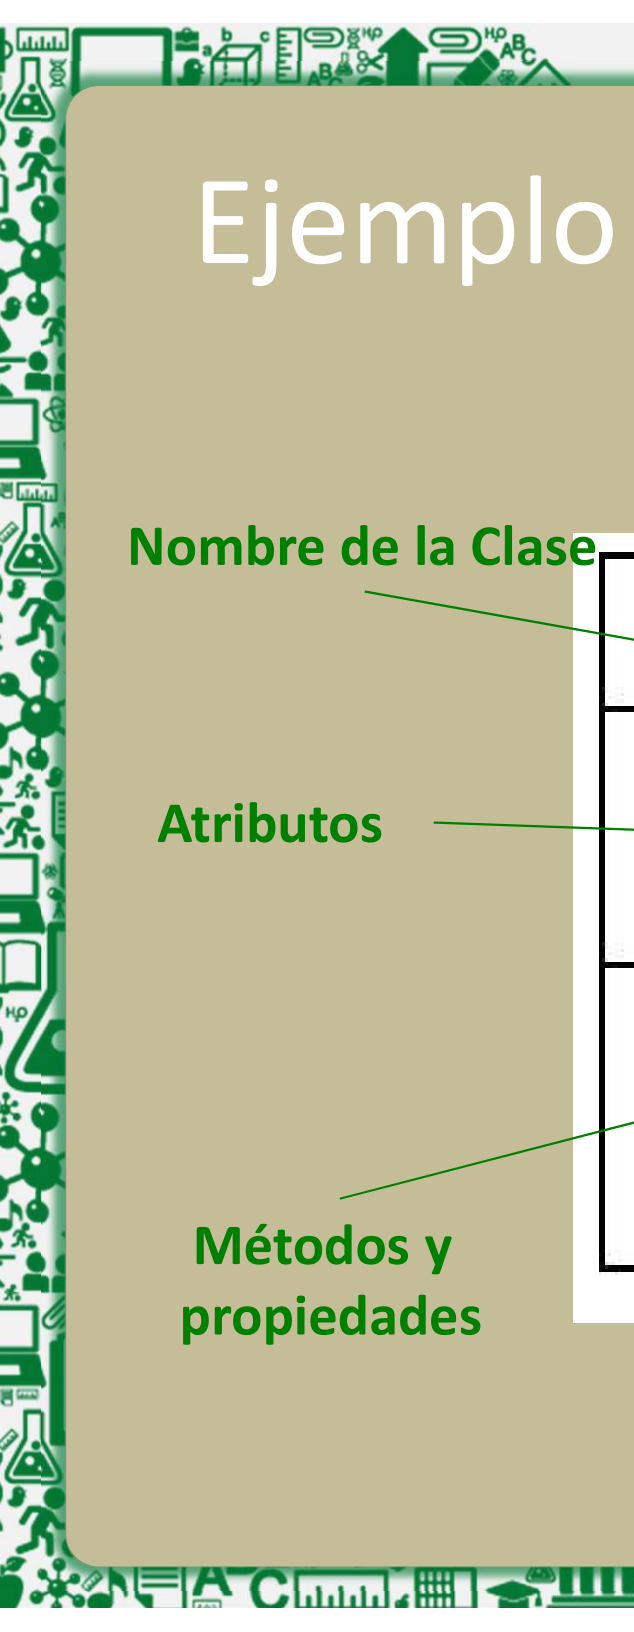 Ejemplo
Nombre de la Clase
Atributos
Métodos y
propiedades